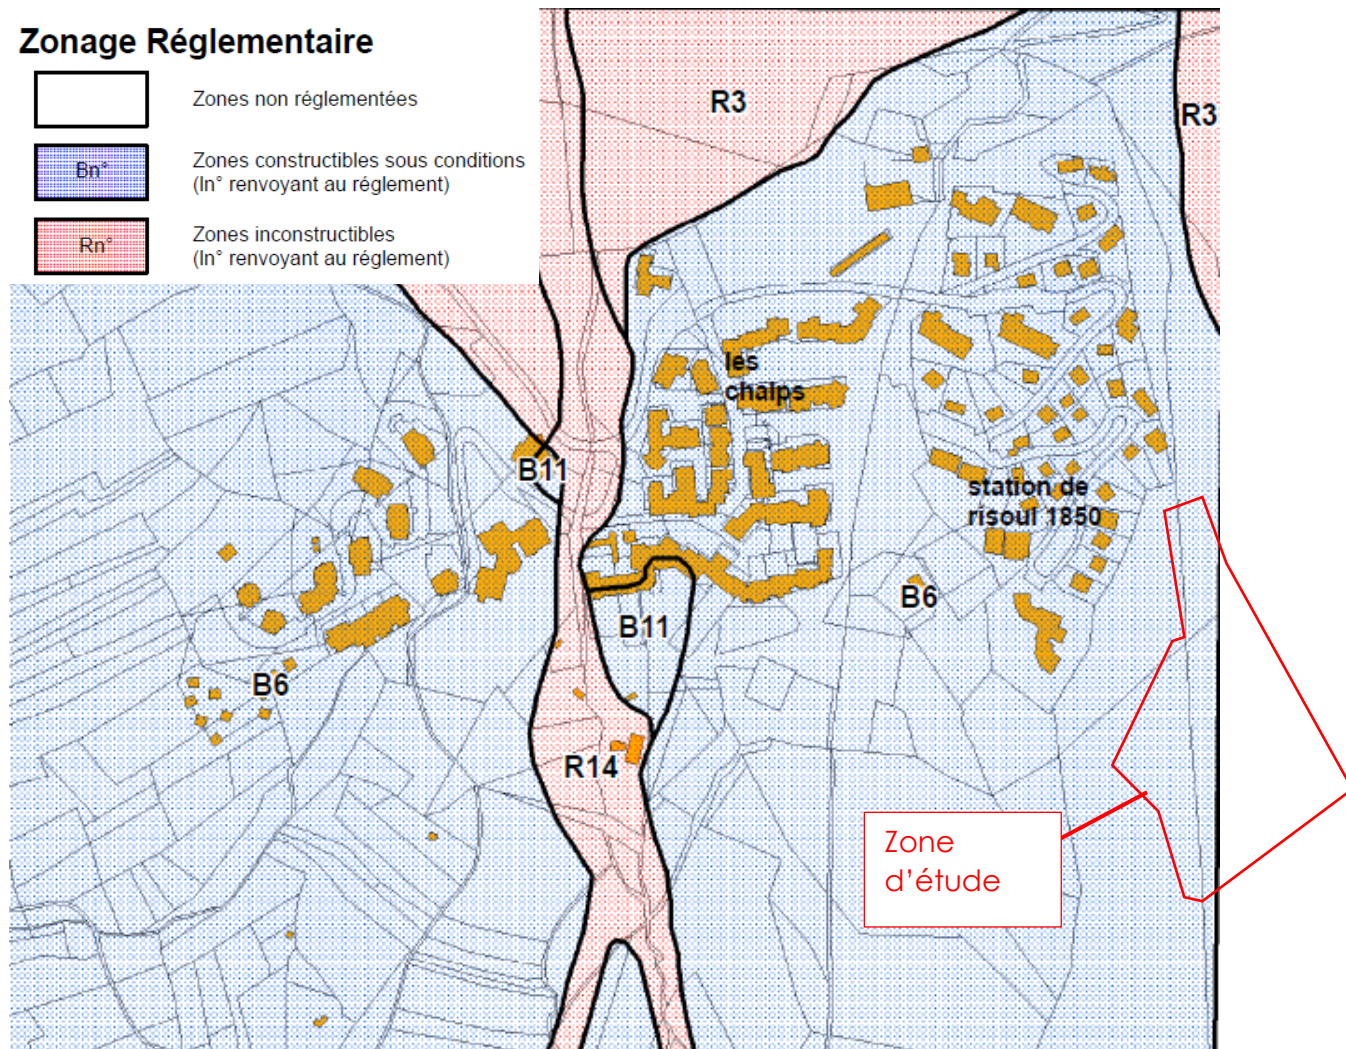 Zonage Réglementaire
Zones non réglementées
Bn°
Zones constructibles sous conditions
(In° renvoyant au réglement)
Rn°
Zones inconstructibles
(In° renvoyant au réglement)
R3
R3
les
chalps
B11
station de
risoul 1850
B6
B11
B6
R14
Zone
d'étude